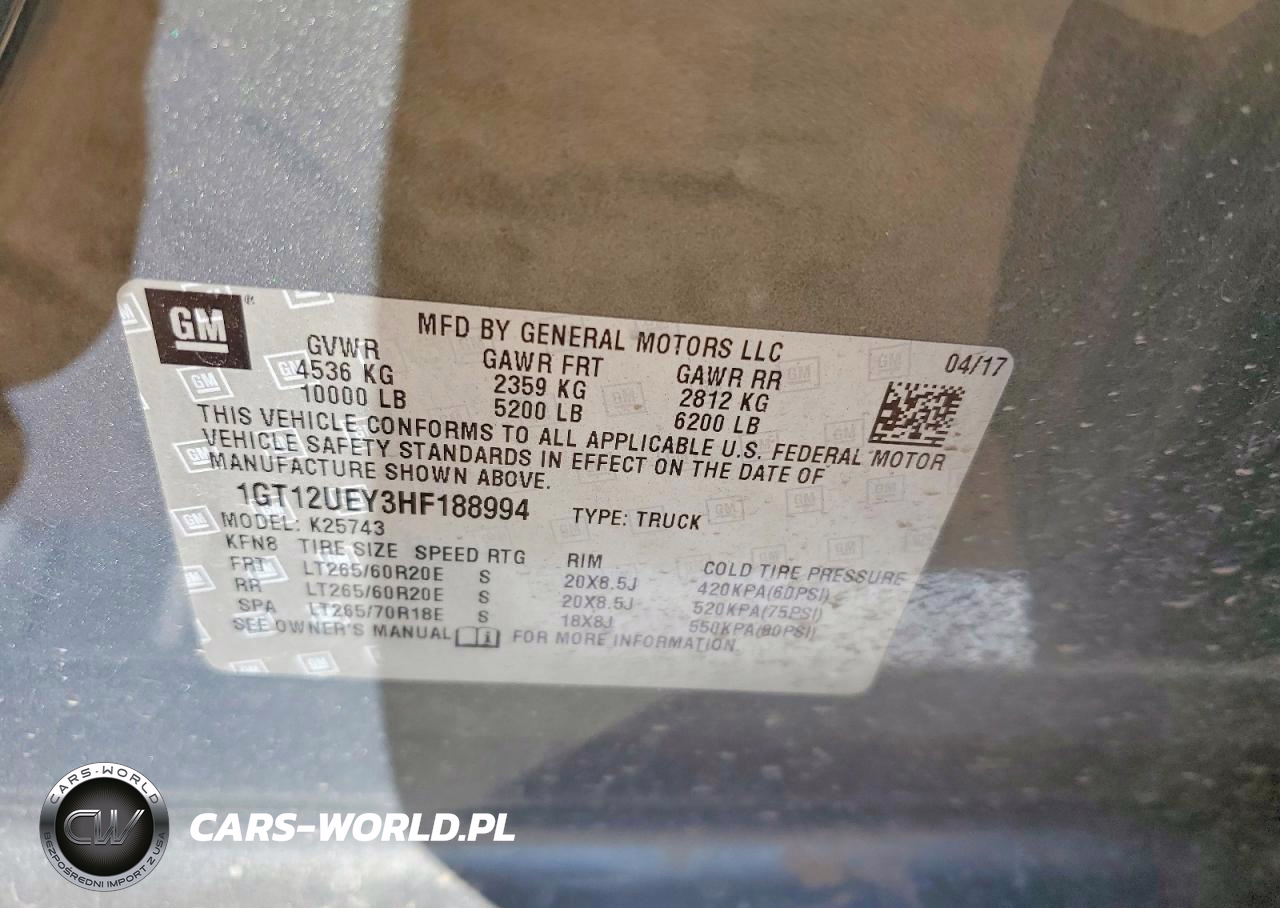 GM
MFD BY GENERAL MOTORS LLC
04/17
GVWR GAWR FRT GAWR RR
4536 KG 2359 KG 2812 KG
10000 LB 5200 LB 6200 LB
THIS VEHICLE CONFORMS TO ALL APPLICABLE U.S. FEDERAL MOTOR
VEHICLE SAFETY STANDARDS IN EFFECT ON THE DATE OF
MANUFACTURE SHOWN ABOVE.
1GT12UEY3HF188994 TYPE: TRUCK
MODEL: K25743
KFN8 TIRE SIZE SPEED RTG RIM COLD TIRE PRESSURE
FRT LT265/60R20E S 20X8.5J 420KPA(60PSI)
RR LT265/60R20E S 20X8.5J 520KPA(75PSI)
SPA LT265/70R18E S 18X8J 550KPA(80PSI)
SEE OWNER'S MANUAL FOR MORE INFORMATION.
CARS-WORLD
CW
BEZPOŚREDNI IMPORT Z USA
CARS-WORLD.PL